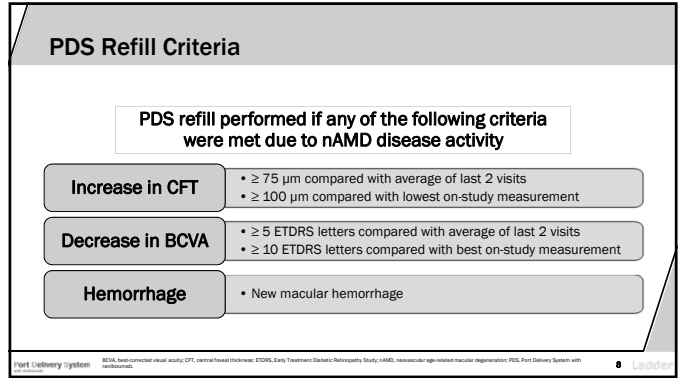 PDS Refill Criteria
PDS refill performed if any of the following criteria
were met due to nAMD disease activity
Increase in CFT
• ≥ 75 µm compared with average of last 2 visits
• ≥ 100 µm compared with lowest on-study measurement
Decrease in BCVA
• ≥ 5 ETDRS letters compared with average of last 2 visits
• ≥ 10 ETDRS letters compared with best on-study measurement
Hemorrhage
• New macular hemorrhage
Port Delivery System
with ranibizumab
BCVA, best-corrected visual acuity; CFT, central foveal thickness; ETDRS, Early Treatment Diabetic Retinopathy Study; nAMD, neovascular age-related macular degeneration; PDS, Port Delivery System with
ranibizumab.
8
Ladder